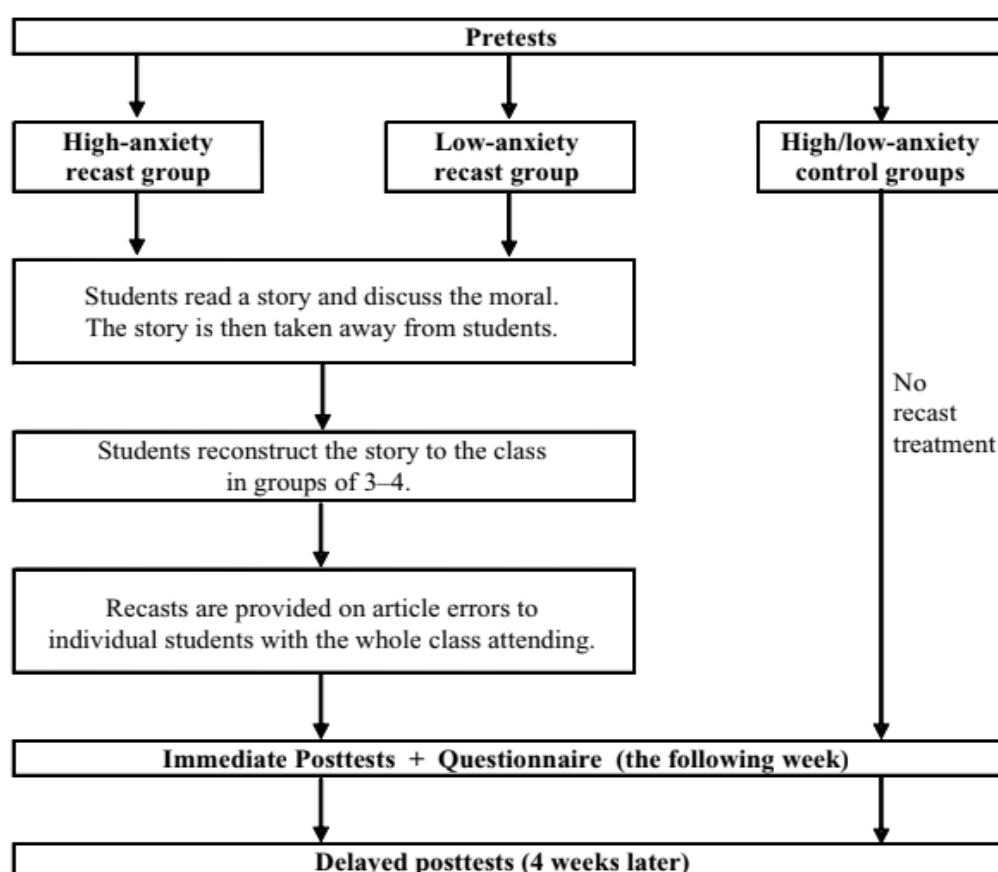 Pretests
High-anxiety
recast group
Low-anxiety
recast group
High/low-anxiety
control groups
Students read a story and discuss the moral.
The story is then taken away from students.
No
recast
treatment
Students reconstruct the story to the class
in groups of 3–4.
Recasts are provided on article errors to
individual students with the whole class attending.
Immediate Posttests + Questionnaire (the following week)
Delayed posttests (4 weeks later)